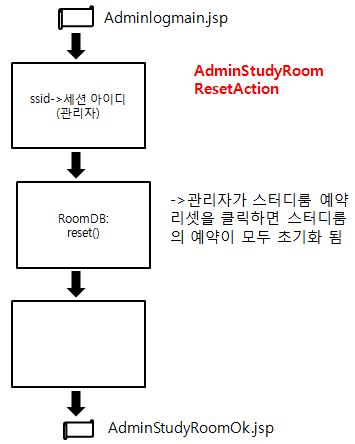 Adminlogmain.jsp
AdminStudyRoom
ResetAction
ssid->세션 아이디
(관리자)
RoomDB:
reset()
->관리자가 스터디룸 예약
리셋을 클릭하면 스터디룸
의 예약이 모두 초기화 됨
AdminStudyRoomOk.jsp